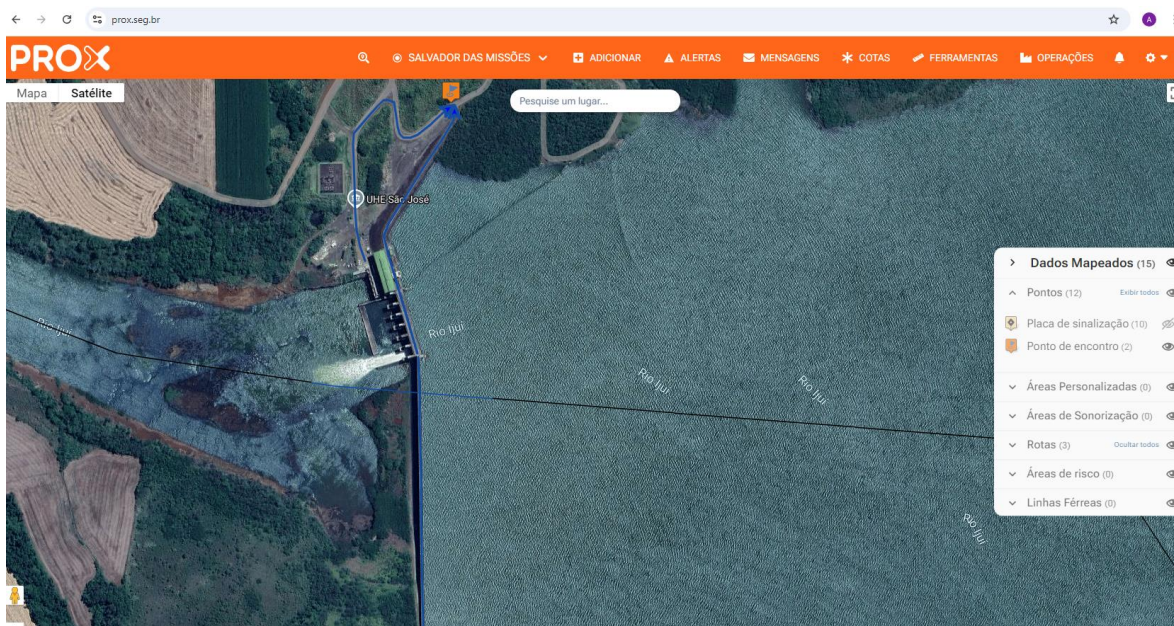 prox.seg.br
A
PROX
SALVADOR DAS MISSÕES
ADICIONAR
ALERTAS
MENSAGENS
COTAS
FERRAMENTAS
OPERAÇÕES
Mapa
Satélite
Pesquise um lugar...
UHE São José
Rio Ijuí
Rio Ijuí
Rio Ijuí
Rio Ijuí
Rio Ijuí
Dados Mapeados (15)
Pontos (12)
Exibir todos
Placa de sinalização (10)
Ponto de encontro (2)
Áreas Personalizadas (0)
Áreas de Sonorização (0)
Rotas (3)
Ocultar todos
Áreas de risco (0)
Linhas Férreas (0)